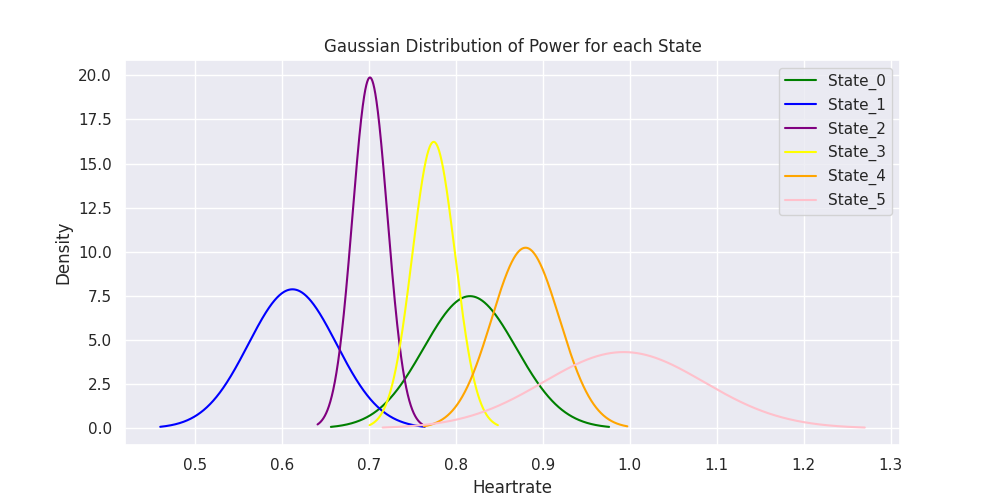 Gaussian Distribution of Power for each State
State_0
State_1
State_2
State_3
State_4
State_5
Density
20.0
17.5
15.0
12.5
10.0
7.5
5.0
2.5
0.0
0.5 0.6 0.7 0.8 0.9 1.0 1.1 1.2 1.3
Heartrate